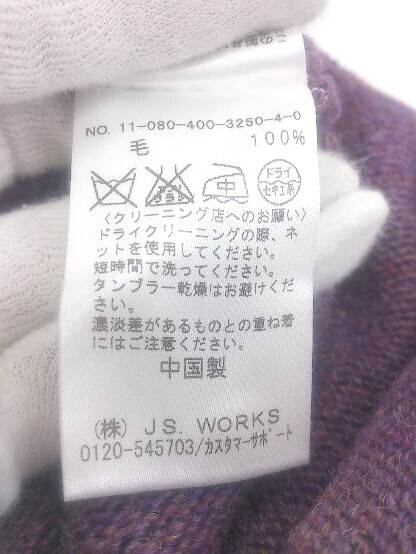 NO. 11-080-400-3250-4-0
毛 100%
中 ドライ セキユ系
〈クリーニング店へのお願い〉
ドライクリーニングの際、ネ
ットを使用してください。
短時間で洗ってください。
タンブラー乾燥はお避けくだ
さい。
濃淡差があるものとの重ね着
にはご注意ください。
中国製
(株) J.S. WORKS
0120-545703/カスタマーサポート